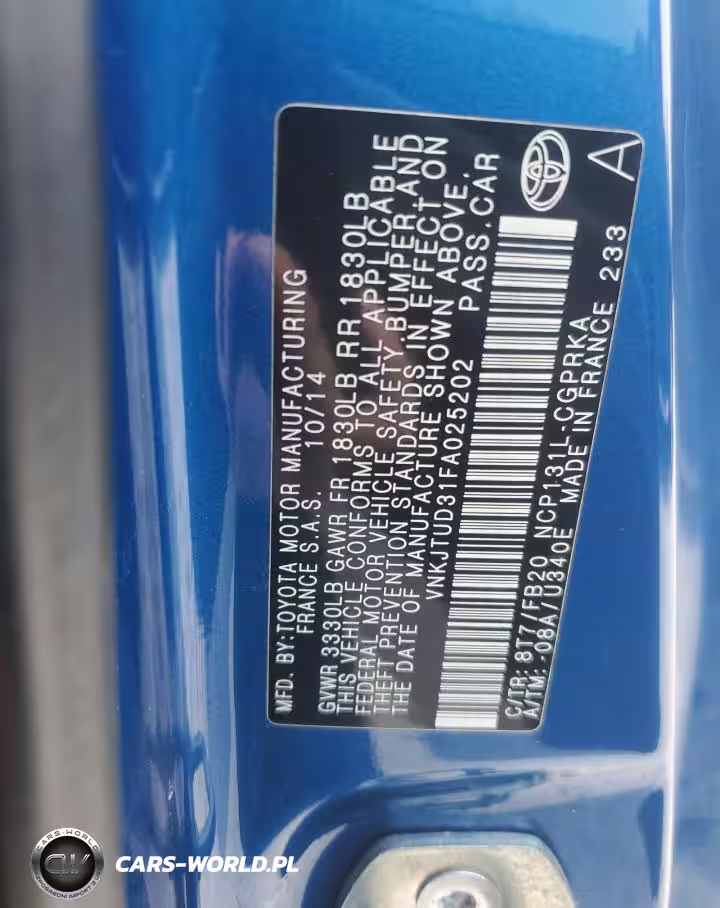 MFD. BY:TOYOTA MOTOR MANUFACTURING
FRANCE S.A.S. 10/14
GVWR 3330LB GAWR FR 1830LB RR 1830LB
THIS VEHICLE CONFORMS TO ALL APPLICABLE
FEDERAL MOTOR VEHICLE SAFETY,BUMPER,AND
THEFT PREVENTION STANDARDS IN EFFECT ON
THE DATE OF MANUFACTURE SHOWN ABOVE.
VNKJTUD31FA025202 PASS.CAR
C/TR: 8T7/FB20 NCP131L-CGPRKA
A/TM: -08A/U340E MADE IN FRANCE 233
A
CARS-WORLD
CW
CARS-WORLD.PL